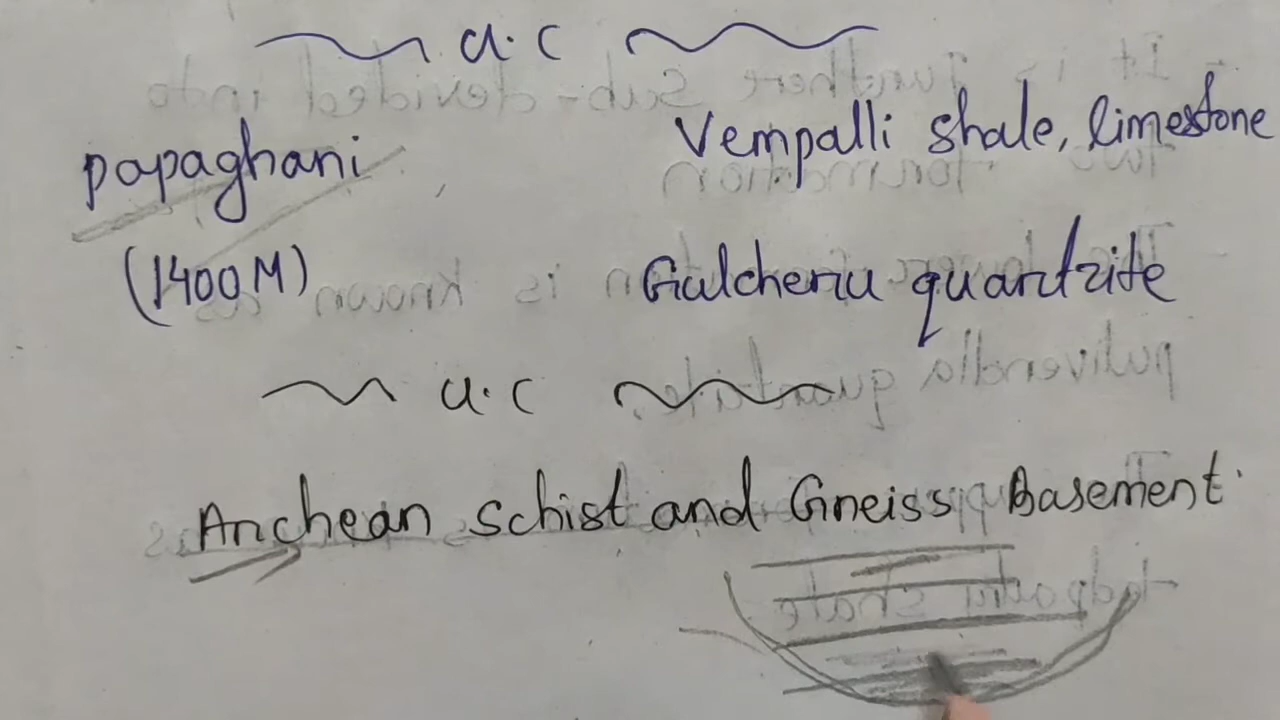 u.c
papaghani Vempalli shale, limestone
(1400M) Gulcheru quartzite
u.c
Archean schist and Gneiss Basement.